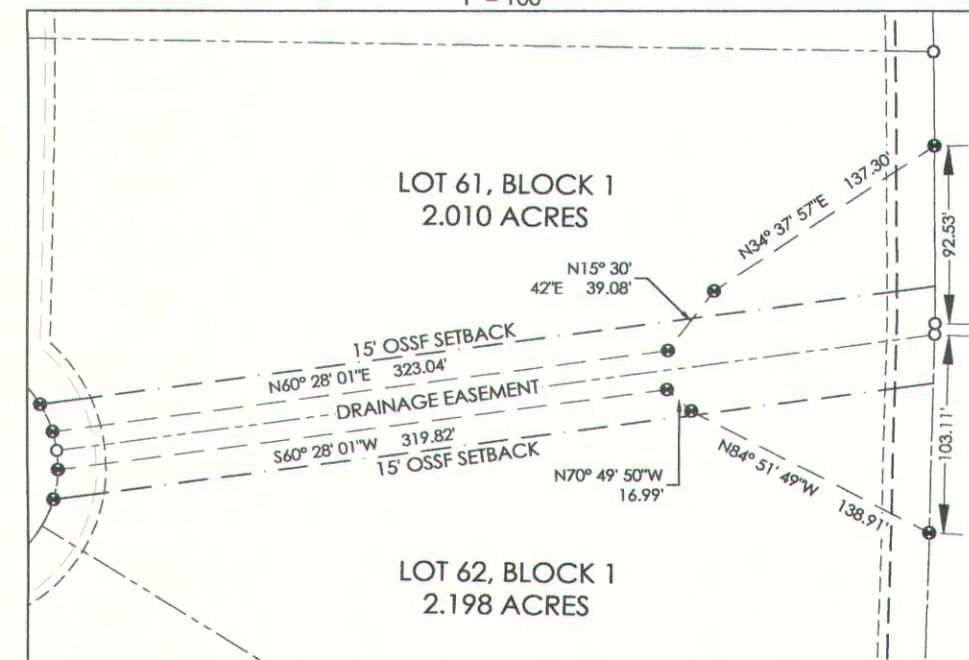 1" = 100'
LOT 61, BLOCK 1
2.010 ACRES
N34° 37' 57"E 137.30'
92.53'
N15° 30'
42"E 39.08'
15' OSSF SETBACK
N60° 28' 01"E 323.04'
DRAINAGE EASEMENT
S60° 28' 01"W 319.82'
15' OSSF SETBACK
N70° 49' 50"W
16.99'
N84° 51' 49"W 138.91'
103.11'
LOT 62, BLOCK 1
2.198 ACRES